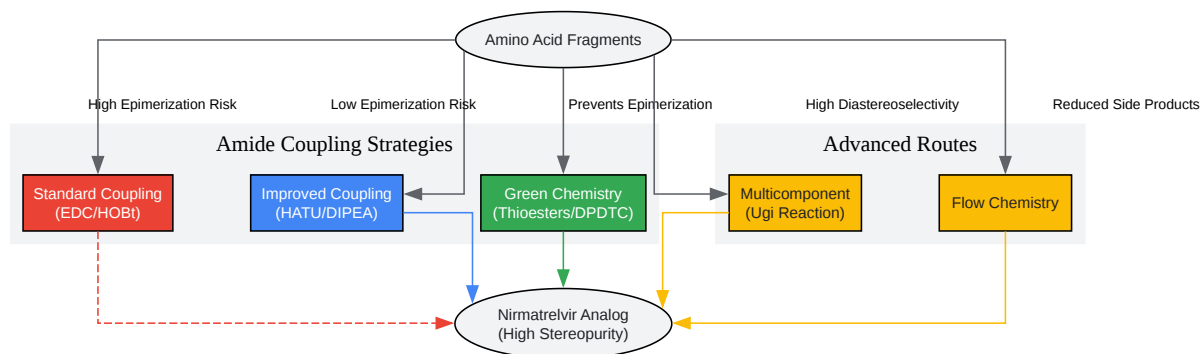 Amino Acid Fragments
High Epimerization Risk
Low Epimerization Risk
Prevents Epimerization
High Diastereoselectivity
Reduced Side Products
Amide Coupling Strategies
Advanced Routes
Standard Coupling
(EDC/HOBt)
Improved Coupling
(HATU/DIPEA)
Green Chemistry
(Thioesters/DPDTC)
Multicomponent
(Ugi Reaction)
Flow Chemistry
Nirmatrelvir Analog
(High Stereopurity)